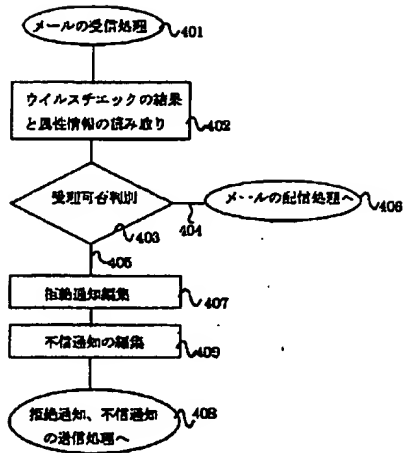 メールの受信処理
401
ウイルスチエックの結果
と属性情報の読み取り
402
受理可否判別
403
404
メールの配信処理へ
406
405
拒絶通知編集
407
不信通知の編集
409
拒絶通知、不信通知
の送信処理へ
408